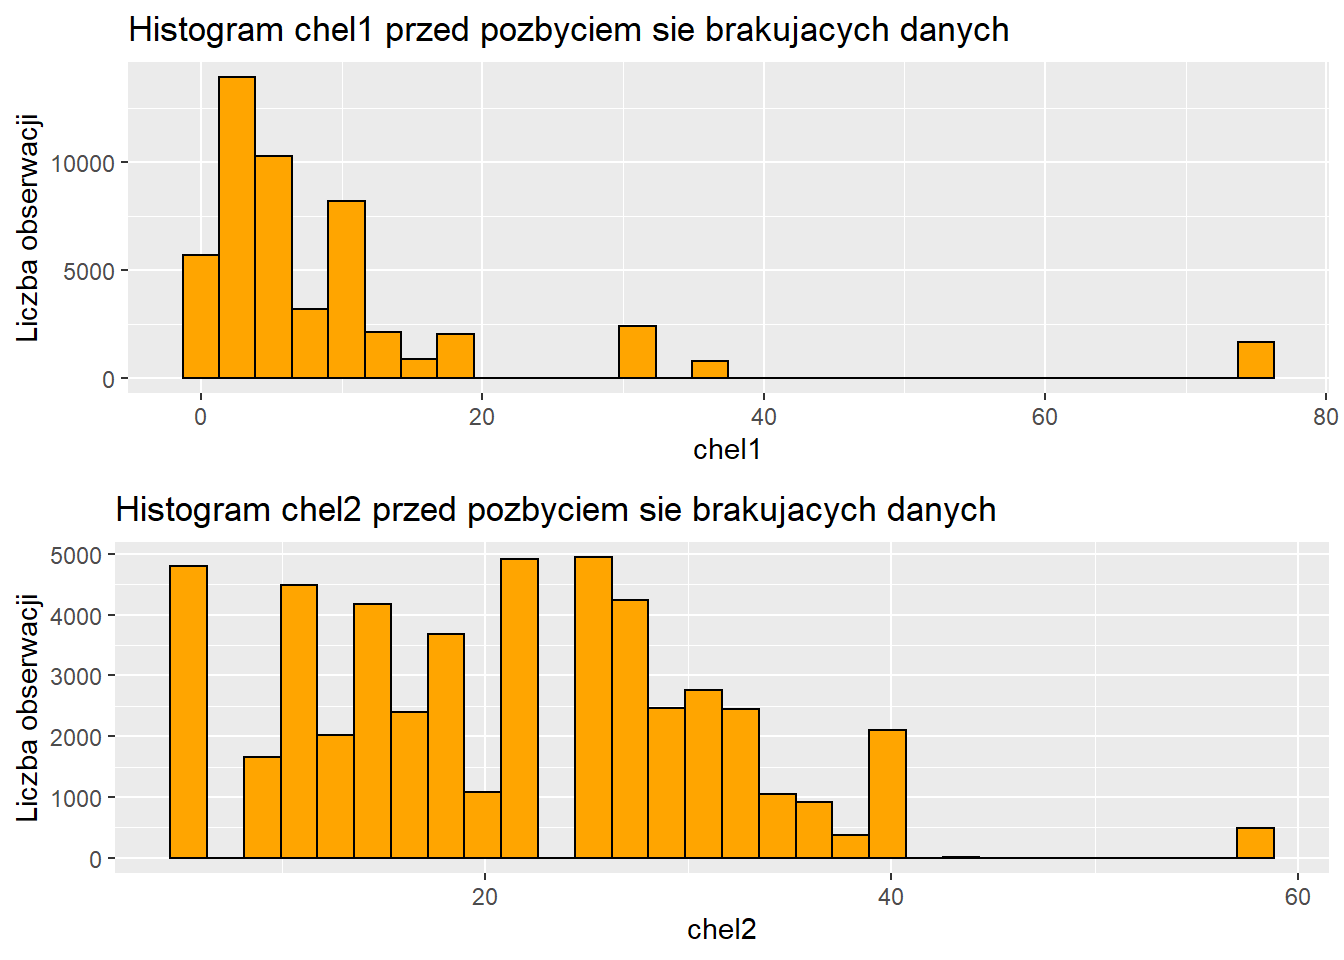 Histogram chel1 przed pozbyciem sie brakujacych danych
Liczba obserwacji
10000
5000
0
0 20 40 60 80
chel1
Histogram chel2 przed pozbyciem sie brakujacych danych
Liczba obserwacji
5000
4000
3000
2000
1000
0
20 40 60
chel2